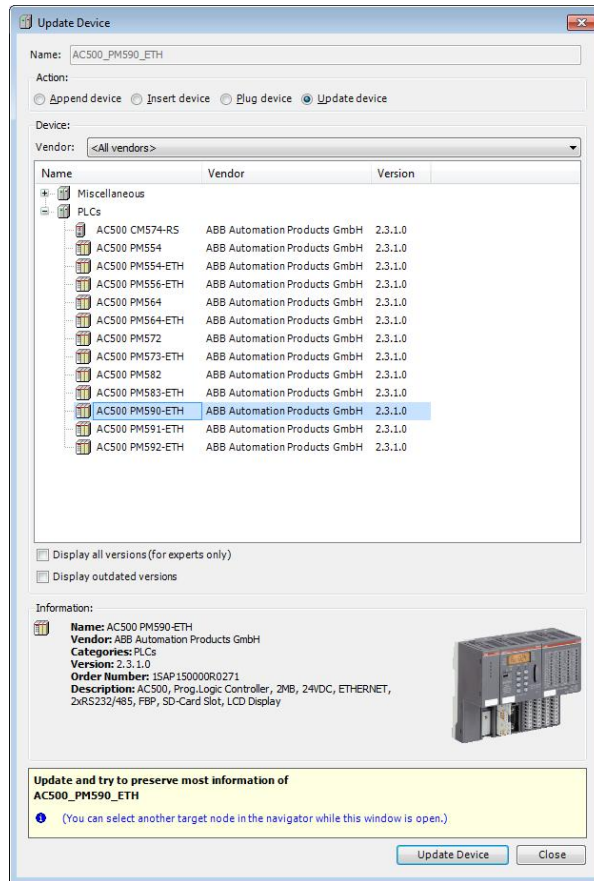 Update Device
Name: AC500_PM590_ETH
Action:
Append device Insert device Plug device Update device
Device:
Vendor: <All vendors>
Name Vendor Version
Miscellaneous
PLCs
AC500 CM574-RS ABB Automation Products GmbH 2.3.1.0
AC500 PM554 ABB Automation Products GmbH 2.3.1.0
AC500 PM554-ETH ABB Automation Products GmbH 2.3.1.0
AC500 PM556-ETH ABB Automation Products GmbH 2.3.1.0
AC500 PM564 ABB Automation Products GmbH 2.3.1.0
AC500 PM564-ETH ABB Automation Products GmbH 2.3.1.0
AC500 PM572 ABB Automation Products GmbH 2.3.1.0
AC500 PM573-ETH ABB Automation Products GmbH 2.3.1.0
AC500 PM582 ABB Automation Products GmbH 2.3.1.0
AC500 PM583-ETH ABB Automation Products GmbH 2.3.1.0
AC500 PM590-ETH ABB Automation Products GmbH 2.3.1.0
AC500 PM591-ETH ABB Automation Products GmbH 2.3.1.0
AC500 PM592-ETH ABB Automation Products GmbH 2.3.1.0
Display all versions (for experts only)
Display outdated versions
Information:
Name: AC500 PM590-ETH
Vendor: ABB Automation Products GmbH
Categories: PLCs
Version: 2.3.1.0
Order Number: 1SAP150000R0271
Description: AC500, Prog.Logic Controller, 2MB, 24VDC, ETHERNET,
2xRS232/485, FBP, SD-Card Slot, LCD Display
Update and try to preserve most information of
AC500_PM590_ETH
(You can select another target node in the navigator while this window is open.)
Update Device Close